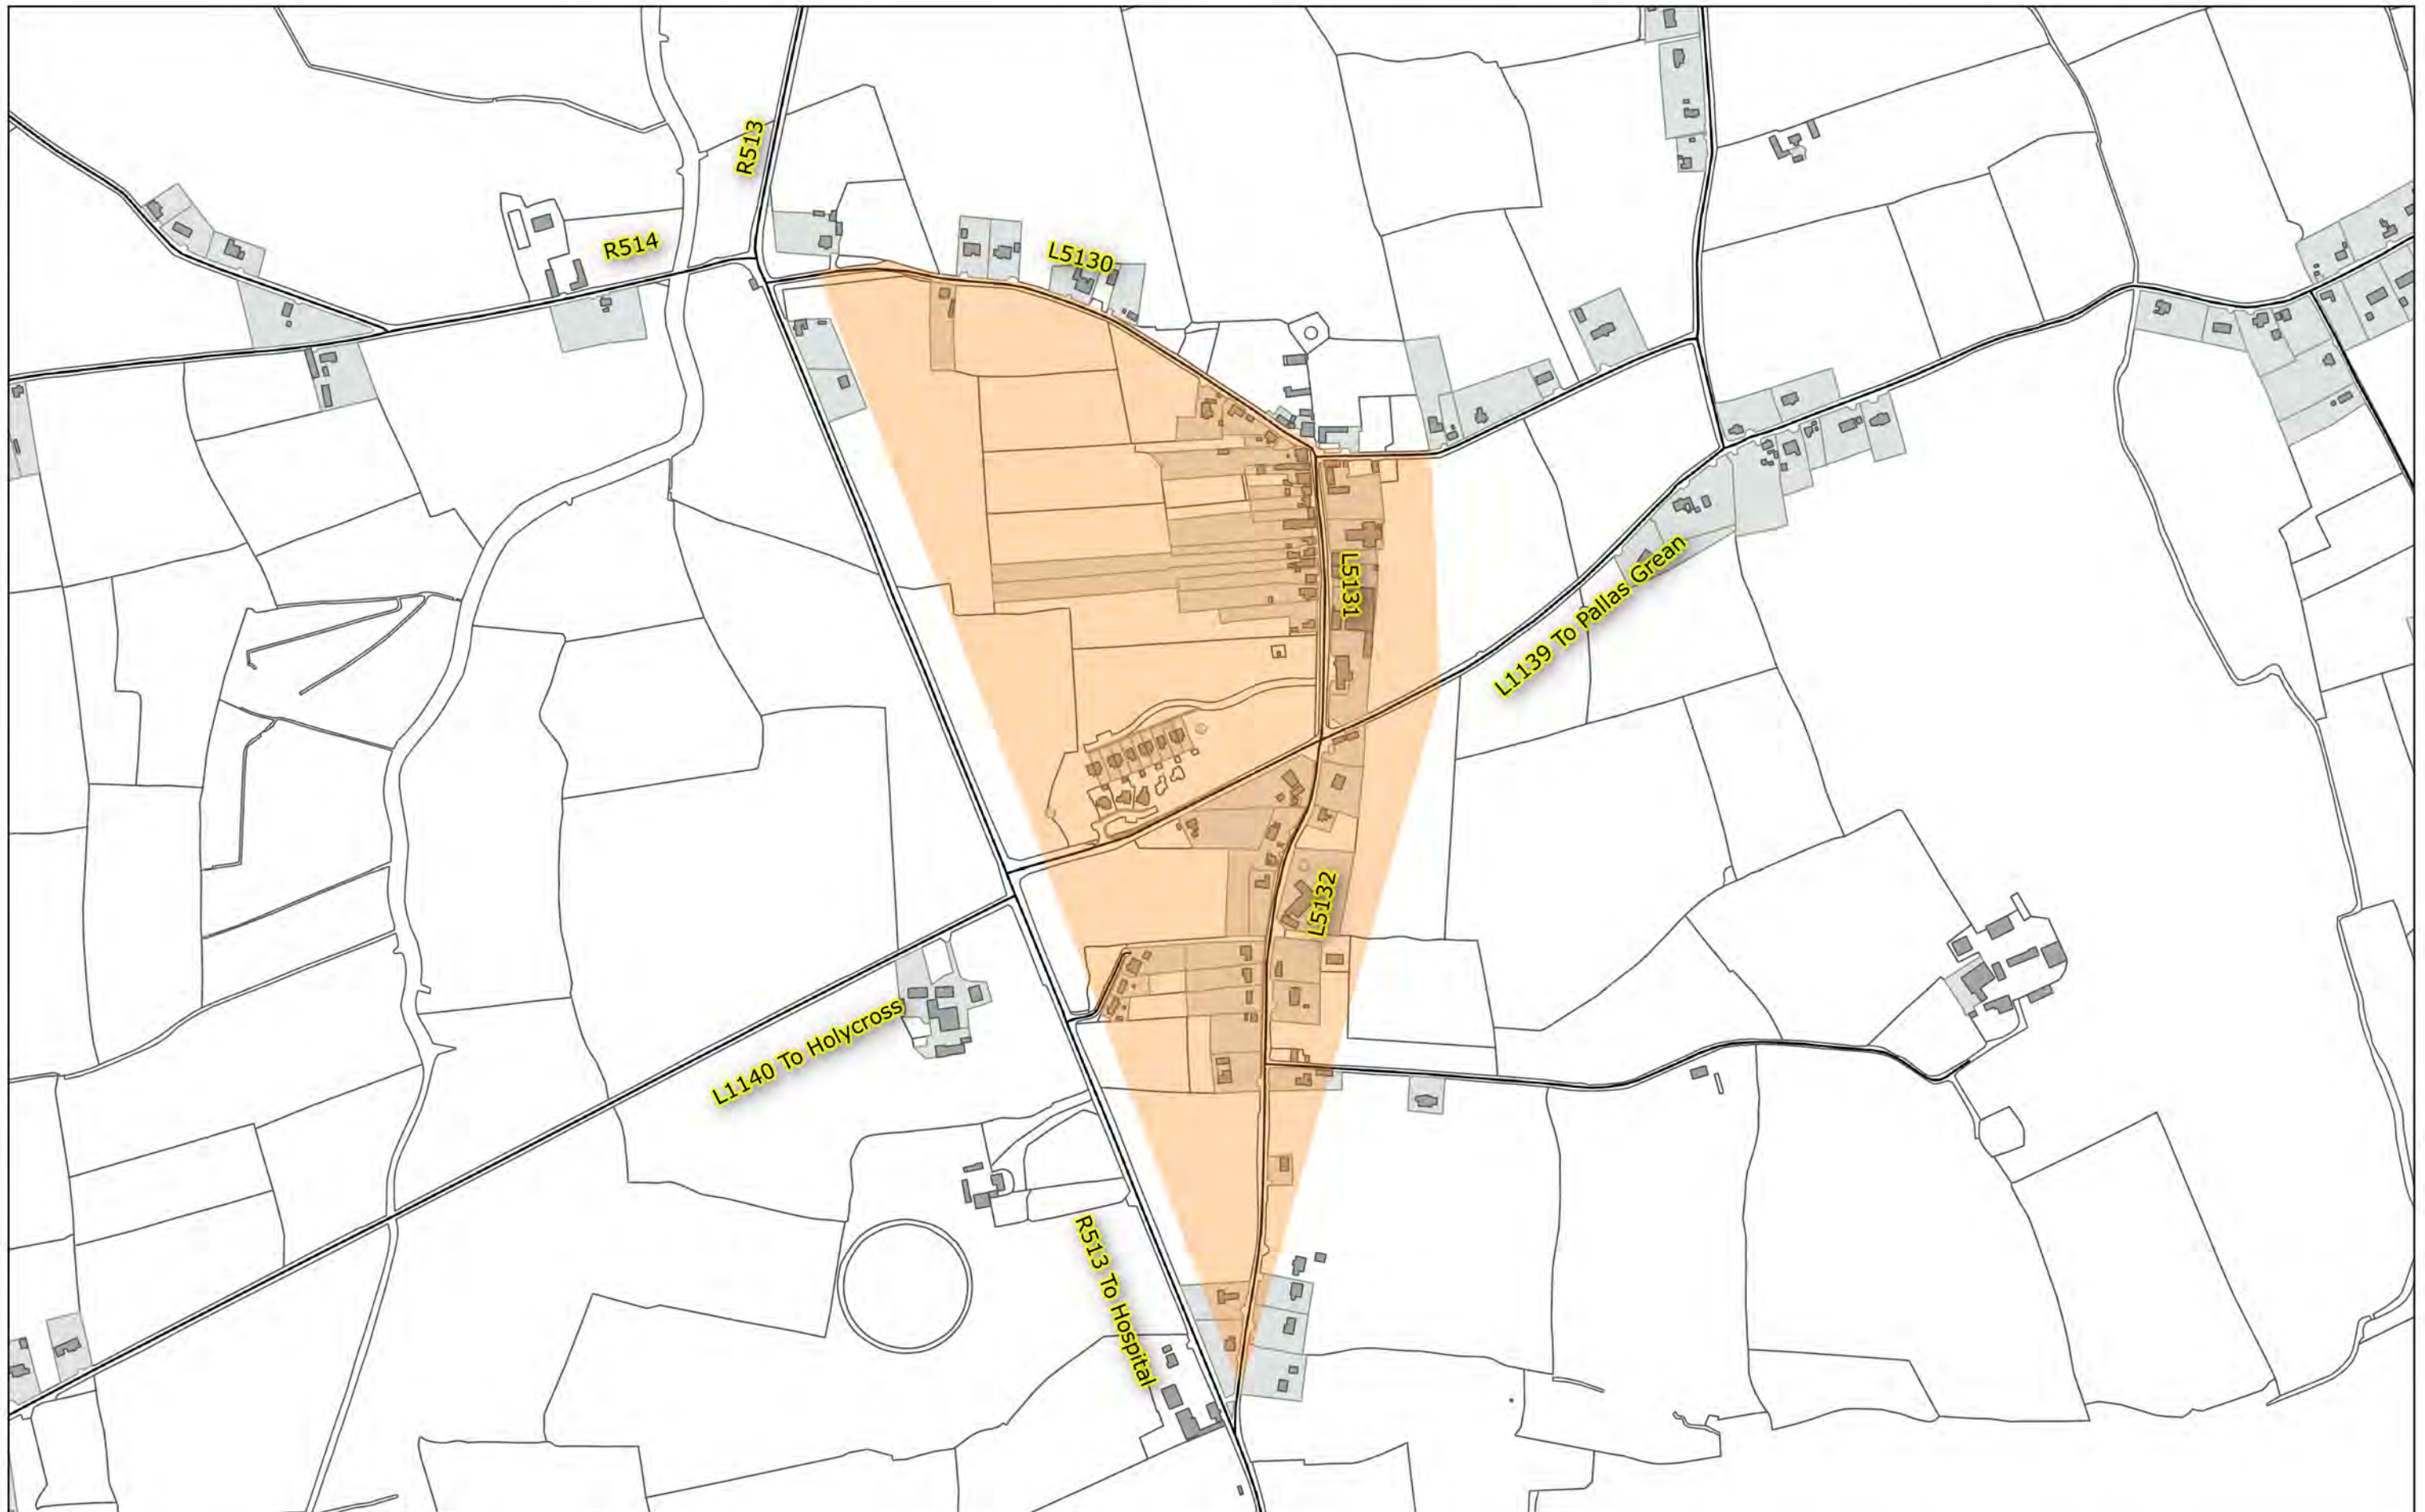 R513
R514
L5130
L5131
L1139 To Pallas Grean
L5132
L1140 To Holycross
R513 To Hospital